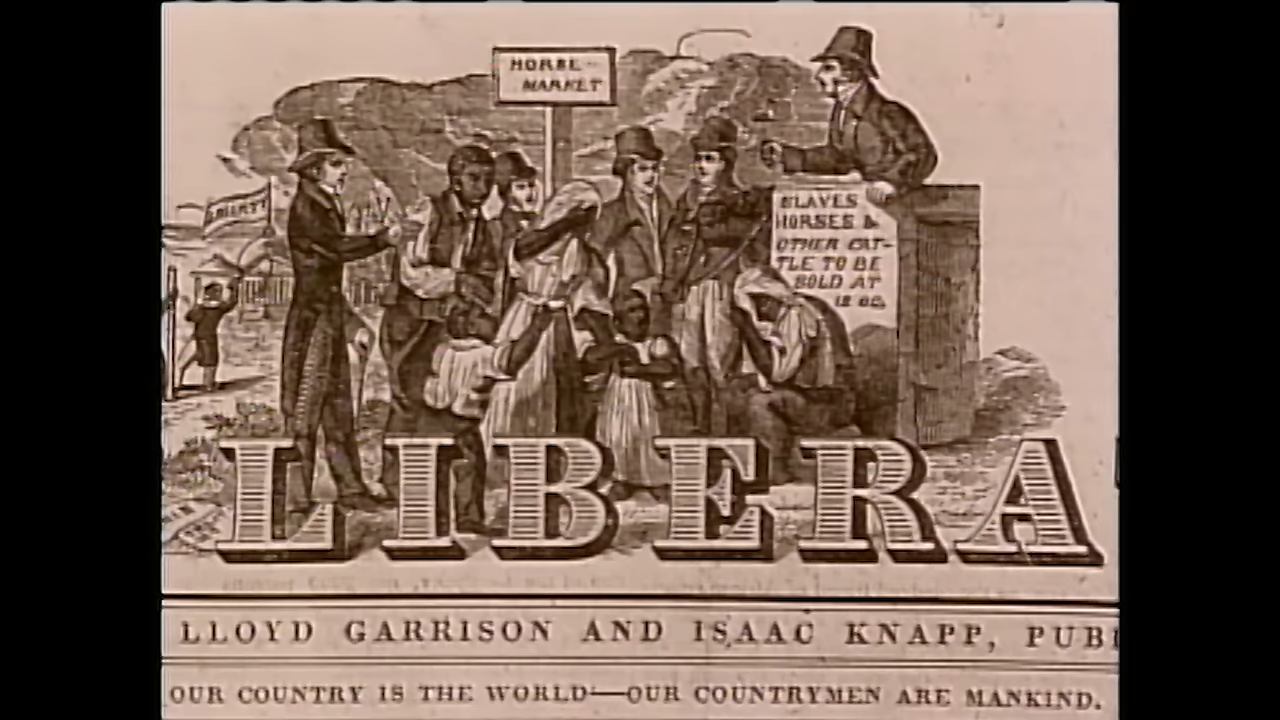 HORSE-
MARKET
LIBERTY
SLAVES
HORSES &
OTHER CAT-
TLE TO BE
SOLD AT
12 OC.
LIBERA
LLOYD GARRISON AND ISAAC KNAPP, PUBL
OUR COUNTRY IS THE WORLD—OUR COUNTRYMEN ARE MANKIND.